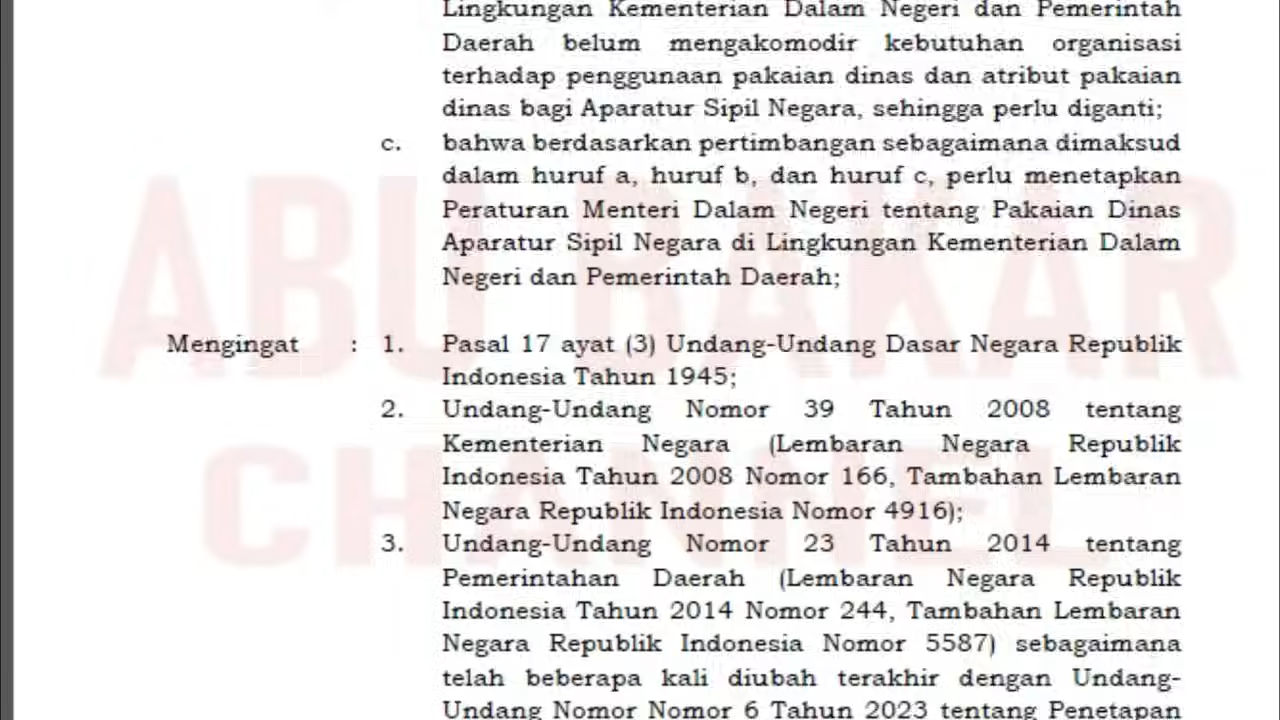 Lingkungan Kementerian Dalam Negeri dan Pemerintah
Daerah belum mengakomodir kebutuhan organisasi
terhadap penggunaan pakaian dinas dan atribut pakaian
dinas bagi Aparatur Sipil Negara, sehingga perlu diganti;
c. bahwa berdasarkan pertimbangan sebagaimana dimaksud
dalam huruf a, huruf b, dan huruf c, perlu menetapkan
Peraturan Menteri Dalam Negeri tentang Pakaian Dinas
Aparatur Sipil Negara di Lingkungan Kementerian Dalam
Negeri dan Pemerintah Daerah;
Mengingat : 1. Pasal 17 ayat (3) Undang-Undang Dasar Negara Republik
Indonesia Tahun 1945;
2. Undang-Undang Nomor 39 Tahun 2008 tentang
Kementerian Negara (Lembaran Negara Republik
Indonesia Tahun 2008 Nomor 166, Tambahan Lembaran
Negara Republik Indonesia Nomor 4916);
3. Undang-Undang Nomor 23 Tahun 2014 tentang
Pemerintahan Daerah (Lembaran Negara Republik
Indonesia Tahun 2014 Nomor 244, Tambahan Lembaran
Negara Republik Indonesia Nomor 5587) sebagaimana
telah beberapa kali diubah terakhir dengan Undang-
Undang Nomor Nomor 6 Tahun 2023 tentang Penetapan
ABU BAKAR
CHANNEL